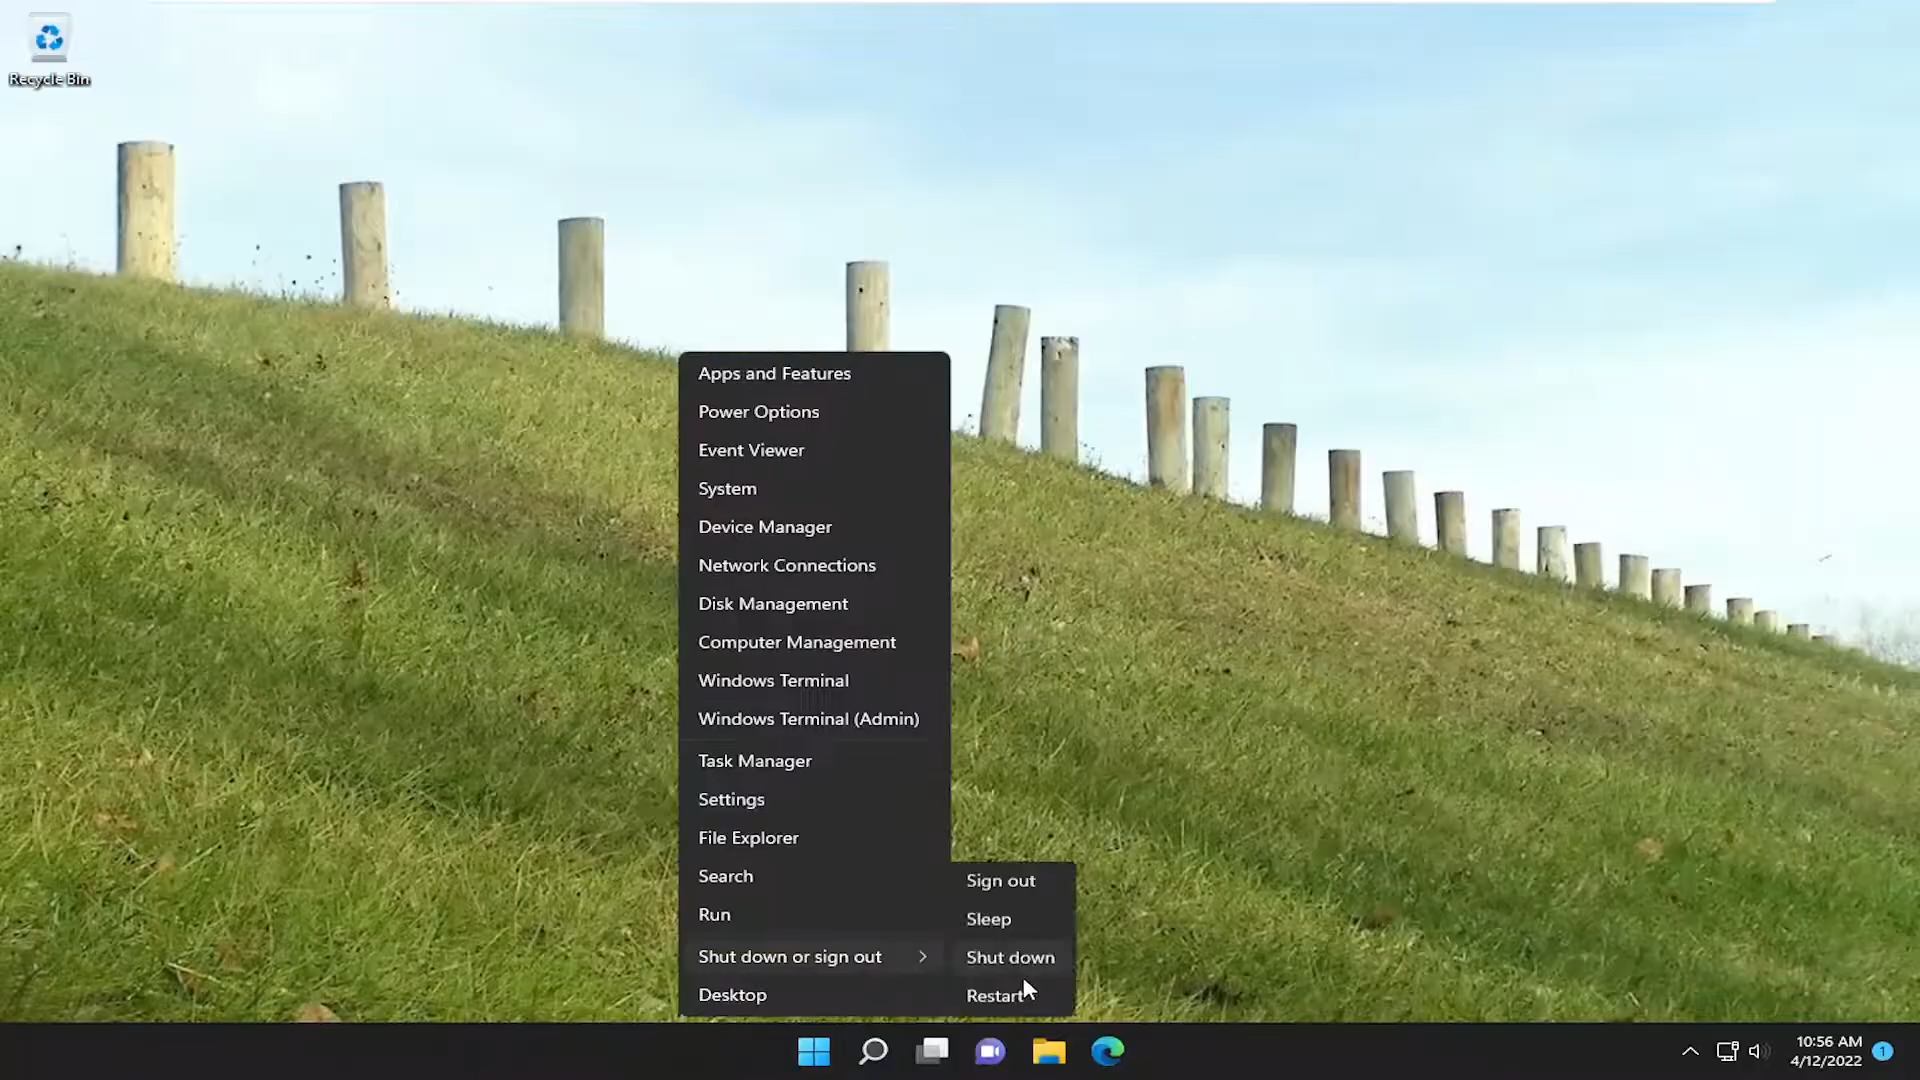 Recycle Bin
Apps and Features
Power Options
Event Viewer
System
Device Manager
Network Connections
Disk Management
Computer Management
Windows Terminal
Windows Terminal (Admin)
Task Manager
Settings
File Explorer
Search
Run
Shut down or sign out
Desktop
Sign out
Sleep
Shut down
Restart
10:56 AM
4/12/2022
1